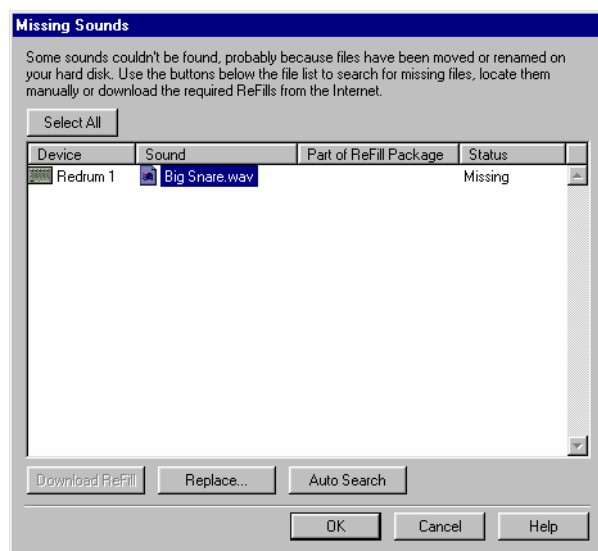 Missing Sounds
Some sounds couldn't be found, probably because files have been moved or renamed on
your hard disk. Use the buttons below the file list to search for missing files, locate them
manually or download the required ReFills from the Internet.
Select All
Device Sound Part of ReFill Package Status
Redrum 1 Big Snare.wav Missing
Download ReFill Replace... Auto Search
OK Cancel Help